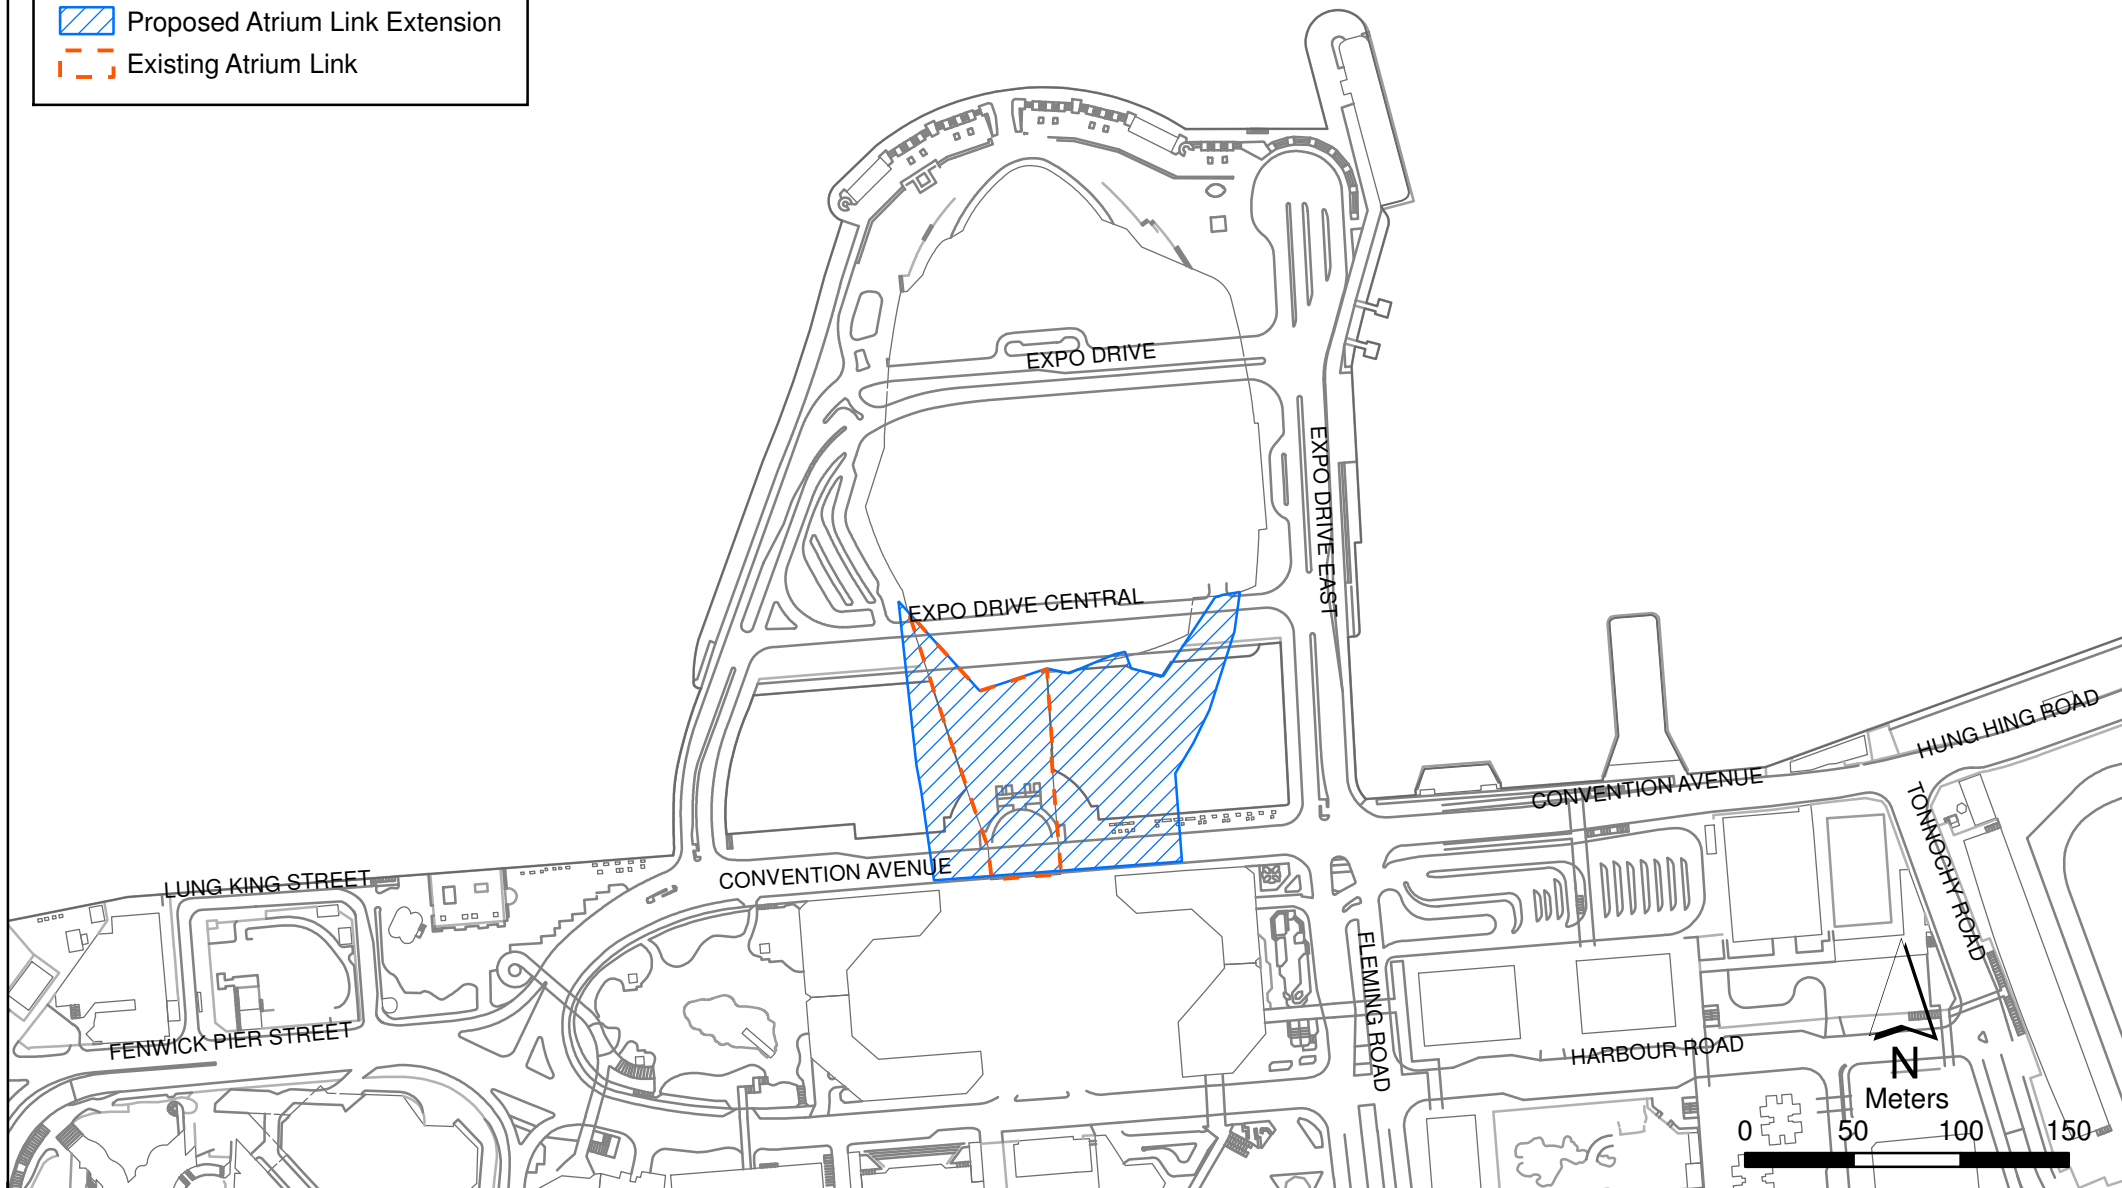 Proposed Atrium Link Extension
Existing Atrium Link
EXPO DRIVE
EXPO DRIVE EAST
EXPO DRIVE CENTRAL
HUNG HING ROAD
CONVENTION AVENUE
TONNOCHY ROAD
CONVENTION AVENUE
LUNG KING STREET
FLEMING ROAD
FENWICK PIER STREET
HARBOUR ROAD
N
Meters
0 50 100 150